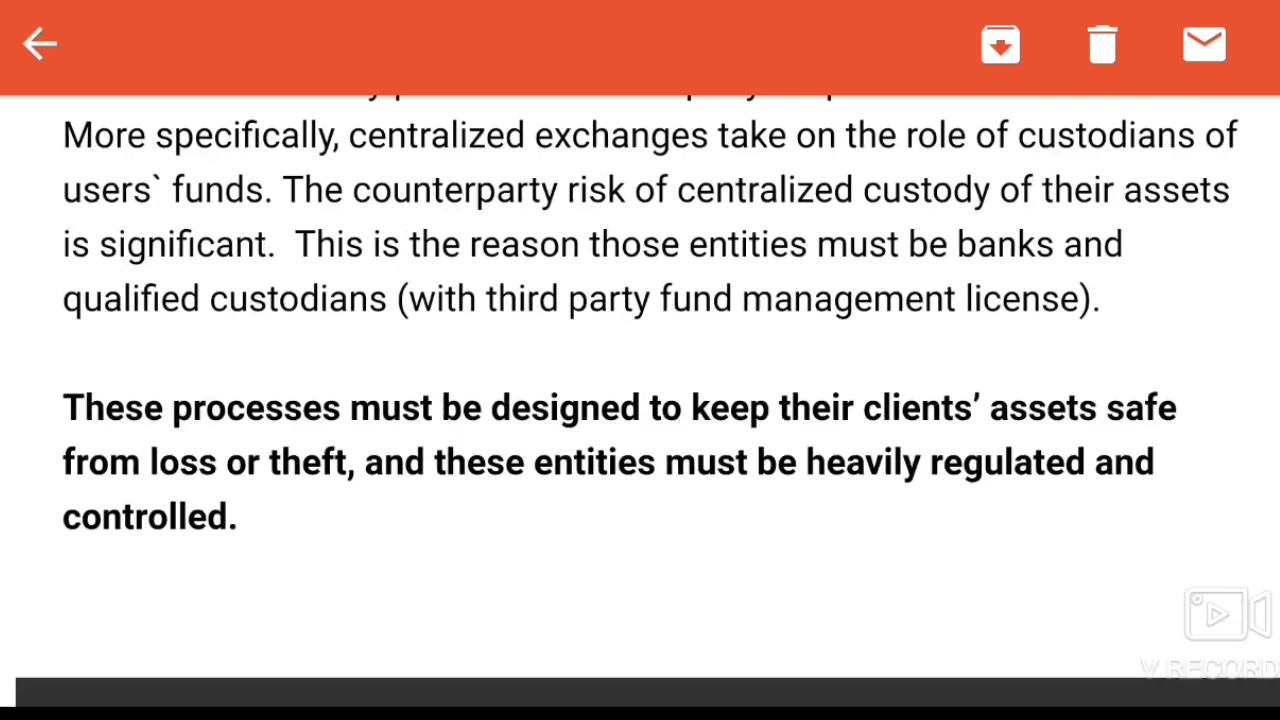 More specifically, centralized exchanges take on the role of custodians of
users` funds. The counterparty risk of centralized custody of their assets
is significant.  This is the reason those entities must be banks and
qualified custodians (with third party fund management license).
These processes must be designed to keep their clients’ assets safe
from loss or theft, and these entities must be heavily regulated and
controlled.
V RECORD